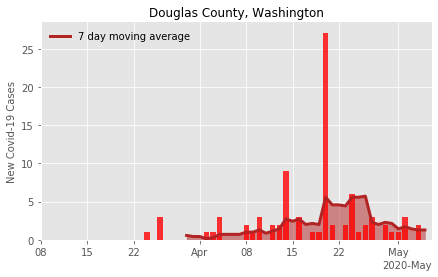 Douglas County, Washington
7 day moving average
New Covid-19 Cases
25
20
15
10
5
0
08 15 22 Apr 08 15 22 May
2020-May